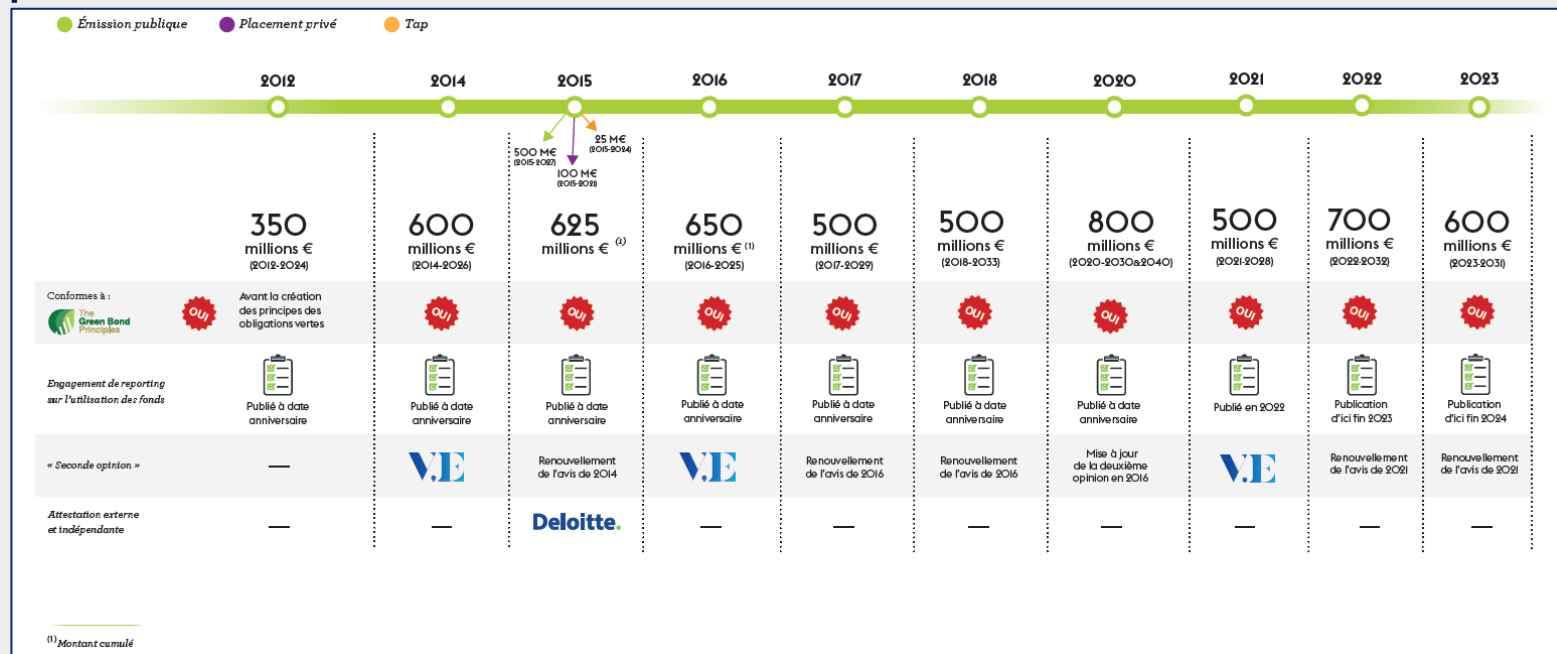 Émission publique
Placement privé
Tap
2012
2014
2015
2016
2017
2018
2020
2021
2022
2023
500 M€
(2015-2027)
100 M€
(2015-2021)
25 M€
(2015-2024)
350
millions €
(2012-2024)
600
millions €
(2014-2026)
625
millions € (1)
650
millions € (1)
(2016-2025)
500
millions €
(2017-2029)
500
millions €
(2018-2033)
800
millions €
(2020-2030&2040)
500
millions €
(2021-2028)
700
millions €
(2022-2032)
600
millions €
(2023-2031)
Conformes à :
The
Green Bond
Principles
OUI
Avant la création
des principes des
obligations vertes
OUI
OUI
OUI
OUI
OUI
OUI
OUI
OUI
OUI
Engagement de reporting
sur l'utilisation des fonds
Publié à date
anniversaire
Publié à date
anniversaire
Publié à date
anniversaire
Publié à date
anniversaire
Publié à date
anniversaire
Publié à date
anniversaire
Publié à date
anniversaire
Publié en 2022
Publication
d'ici fin 2023
Publication
d'ici fin 2024
« Seconde opinion »
—
V.E
Renouvellement
de l'avis de 2014
V.E
Renouvellement
de l'avis de 2016
Renouvellement
de l'avis de 2016
Mise à jour
de la deuxième
opinion en 2016
V.E
Renouvellement
de l'avis de 2021
Renouvellement
de l'avis de 2021
Attestation externe
et indépendante
—
—
Deloitte.
—
—
—
—
—
—
—
(1) Montant cumulé